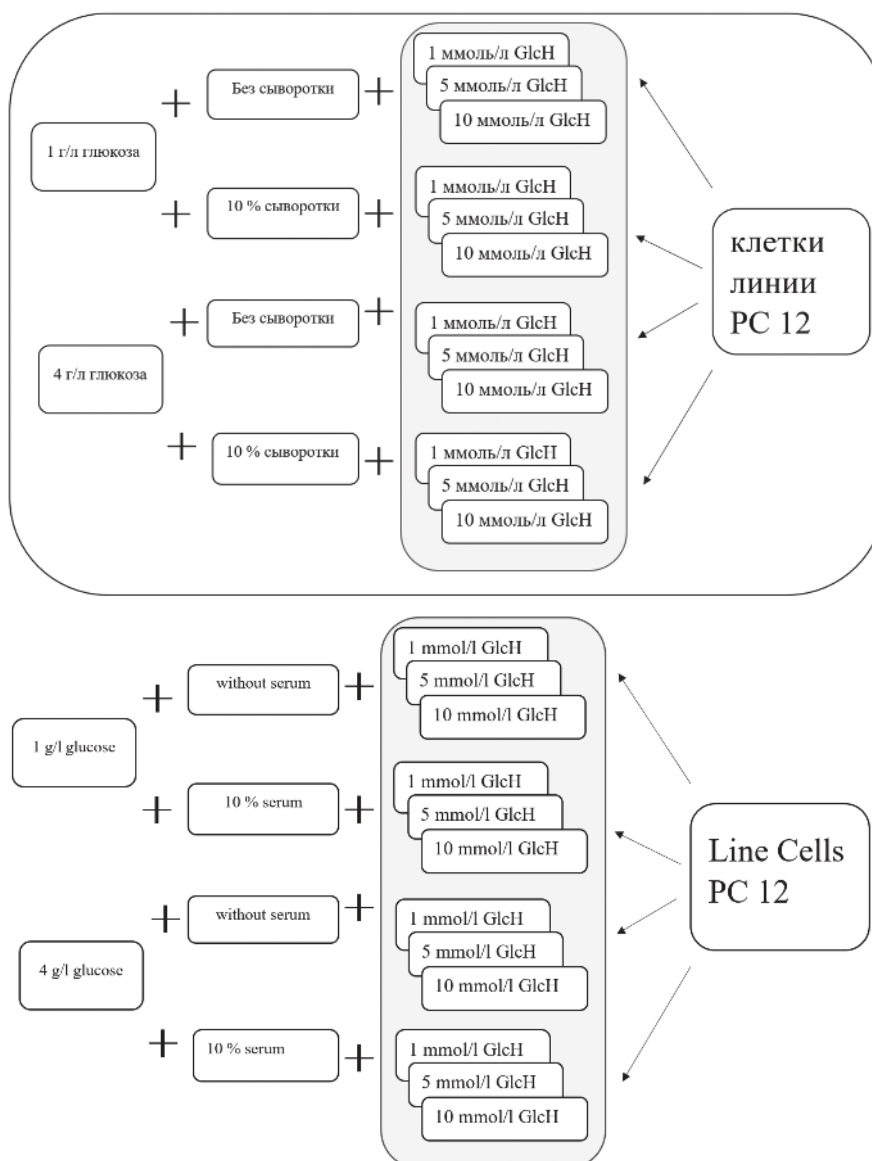 1 г/л глюкоза
Без сыворотки
1 ммоль/л GlcH
5 ммоль/л GlcH
10 ммоль/л GlcH
10 % сыворотки
1 ммоль/л GlcH
5 ммоль/л GlcH
10 ммоль/л GlcH
4 г/л глюкоза
Без сыворотки
1 ммоль/л GlcH
5 ммоль/л GlcH
10 ммоль/л GlcH
10 % сыворотки
1 ммоль/л GlcH
5 ммоль/л GlcH
10 ммоль/л GlcH
клетки
линии
PC 12
1 g/l glucose
without serum
1 mmol/l GlcH
5 mmol/l GlcH
10 mmol/l GlcH
10 % serum
1 mmol/l GlcH
5 mmol/l GlcH
10 mmol/l GlcH
4 g/l glucose
without serum
1 mmol/l GlcH
5 mmol/l GlcH
10 mmol/l GlcH
10 % serum
1 mmol/l GlcH
5 mmol/l GlcH
10 mmol/l GlcH
Line Cells
PC 12